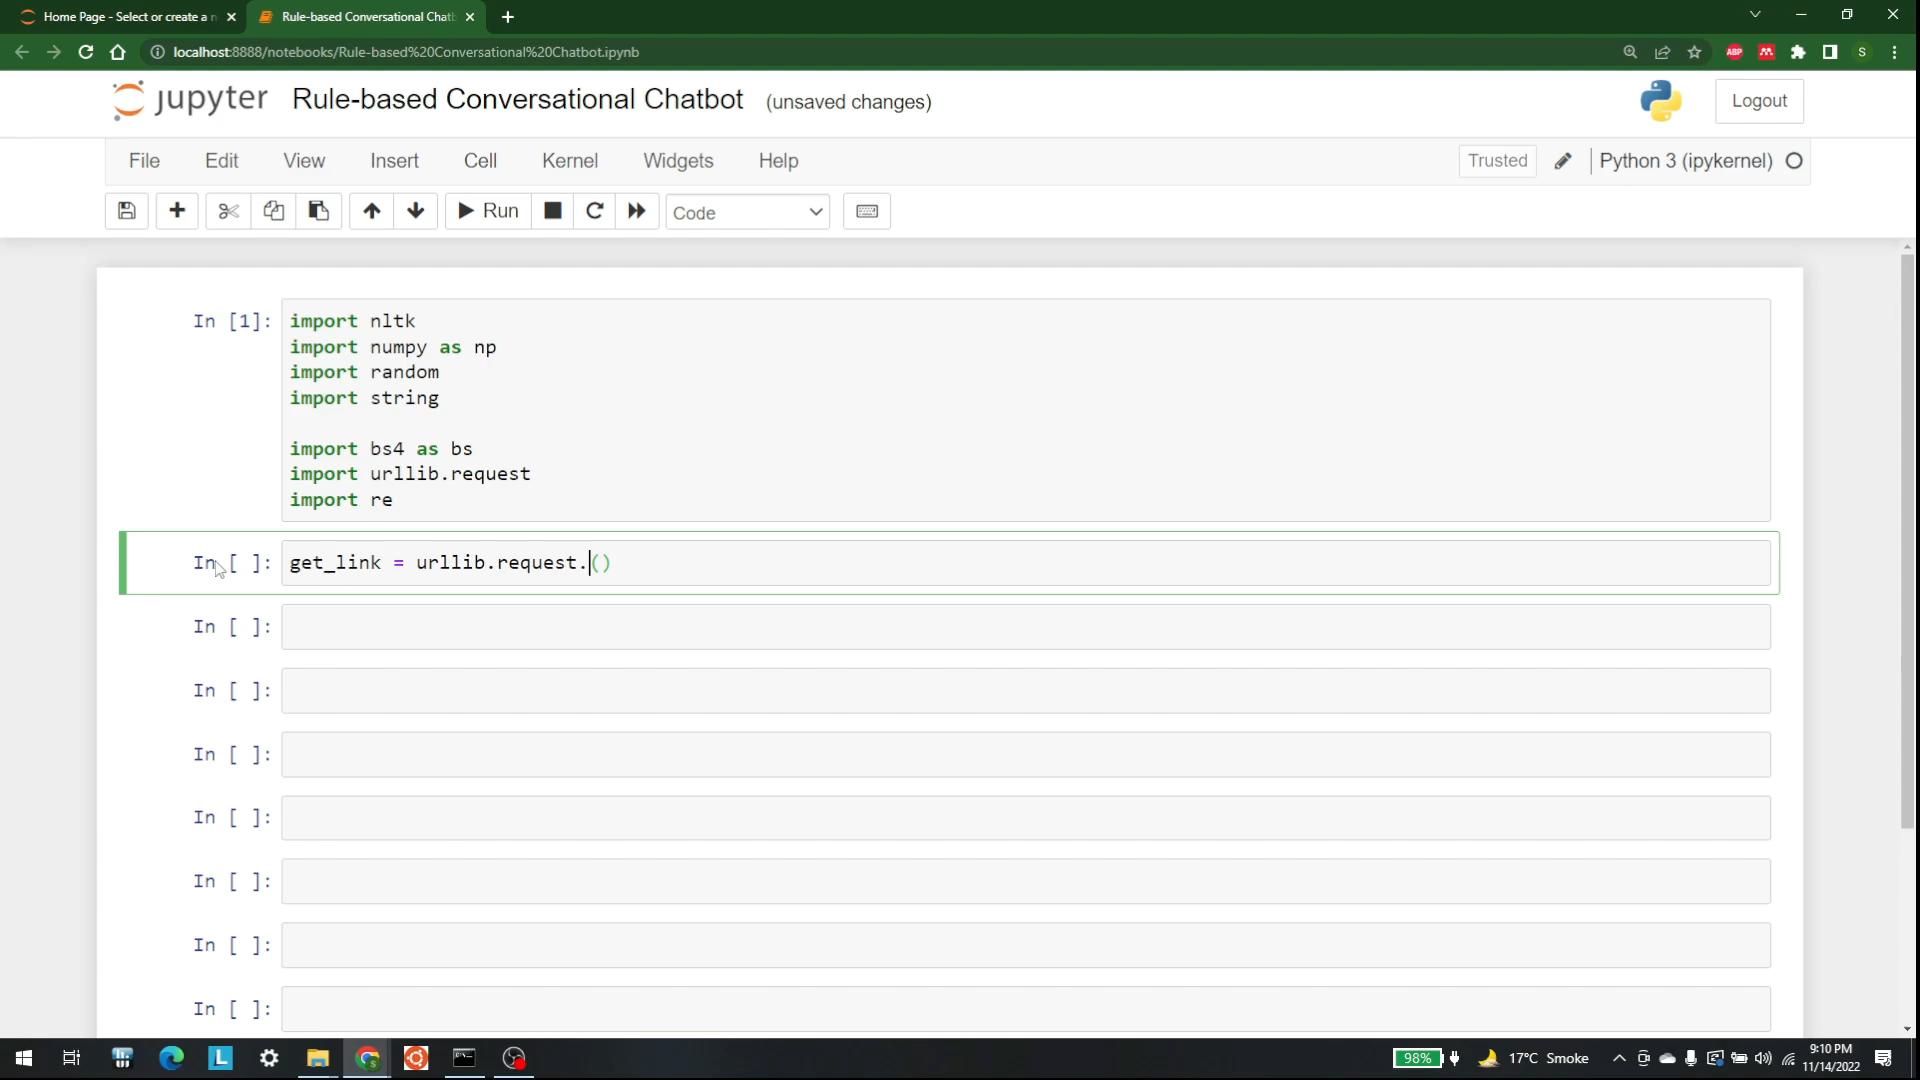 Home Page - Select or create a n
Rule-based Conversational Chatb
localhost:8888/notebooks/Rule-based%20Conversational%20Chatbot.ipynb
ABP
S
jupyter Rule-based Conversational Chatbot (unsaved changes)
Logout
File Edit View Insert Cell Kernel Widgets Help
Trusted
Python 3 (ipykernel)
Run
Code
In [1]:
import nltk
import numpy as np
import random
import string
import bs4 as bs
import urllib.request
import re
In [ ]: get_link = urllib.request.()
In [ ]:
In [ ]:
In [ ]:
In [ ]:
In [ ]:
In [ ]:
In [ ]:
L
98%
17°C Smoke
9:10 PM
11/14/2022